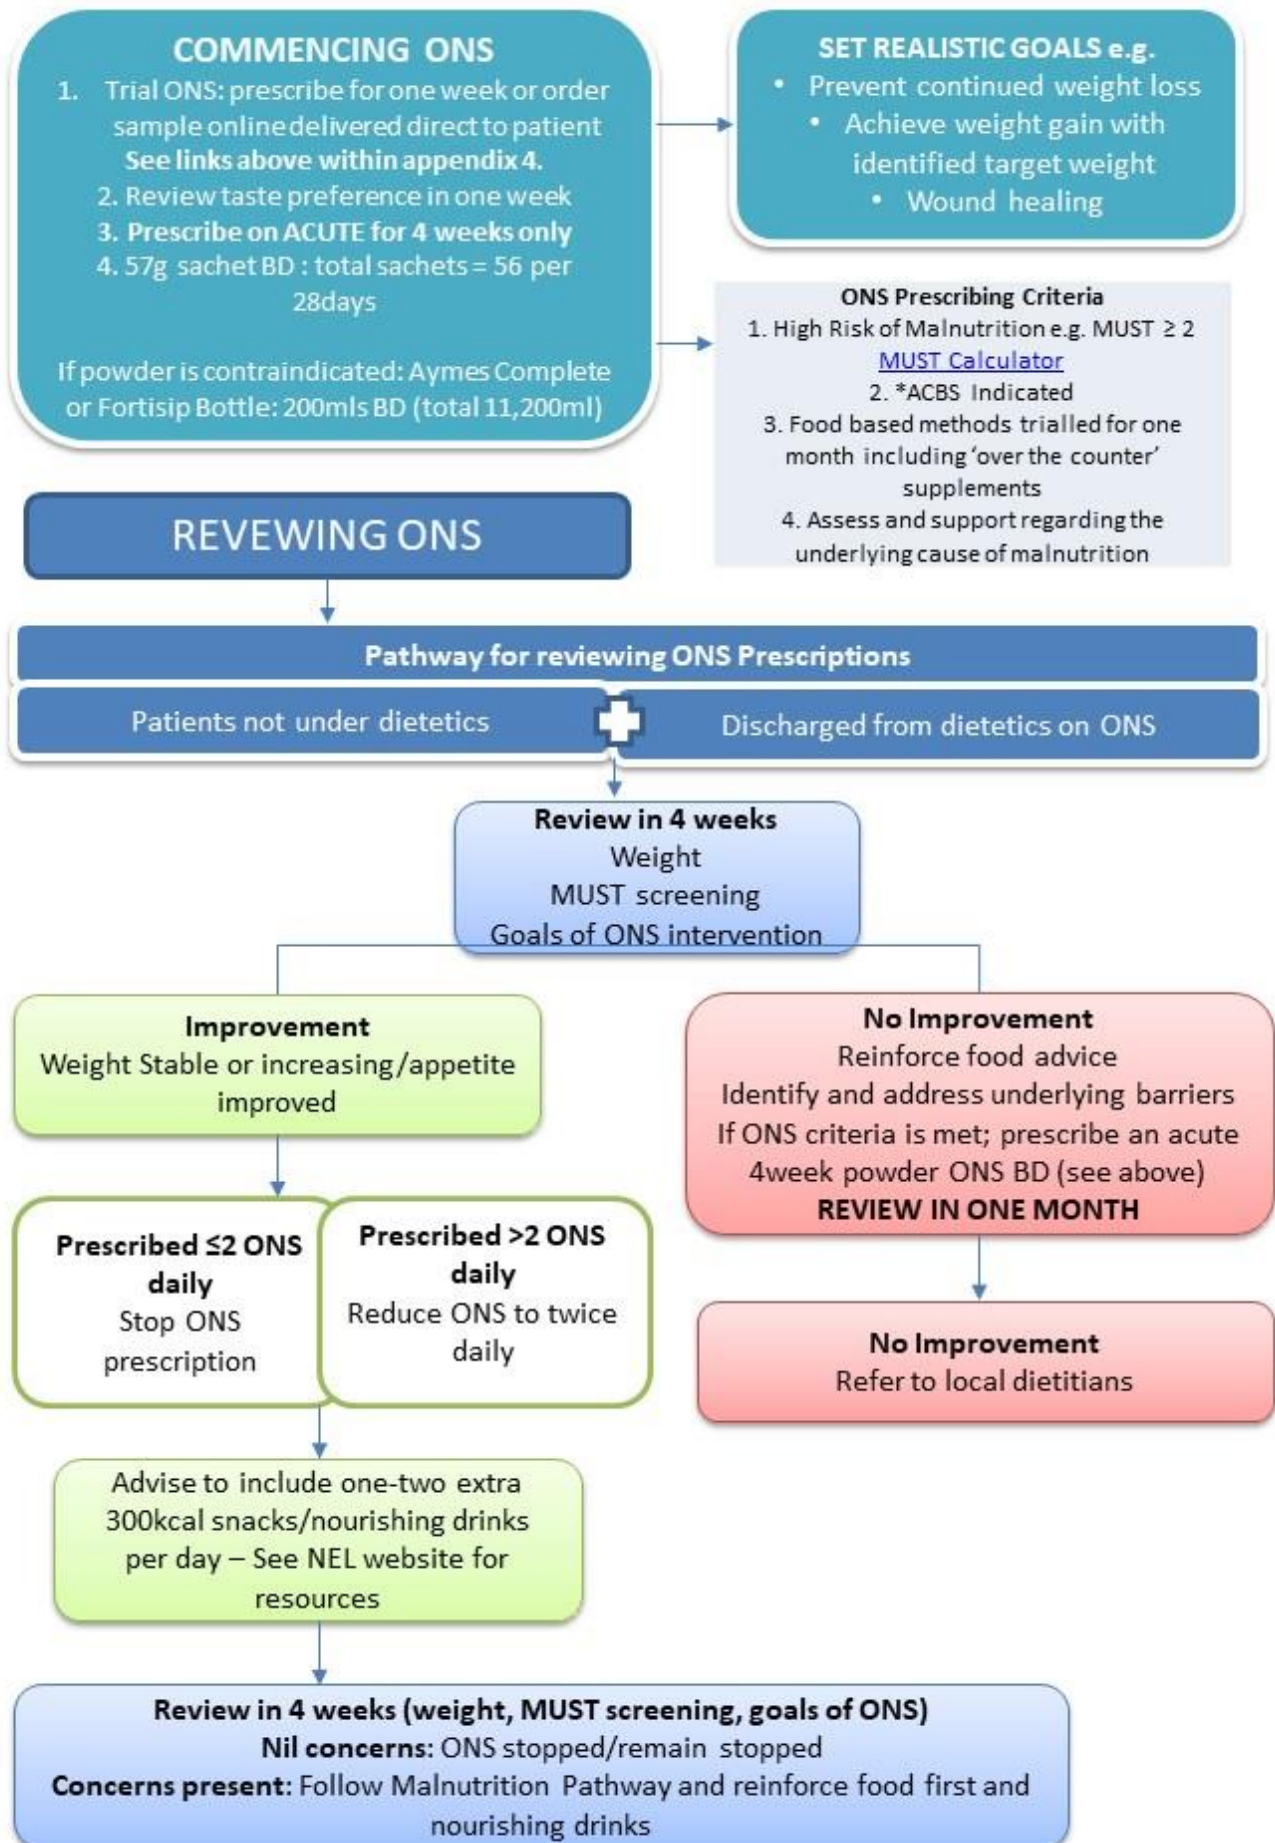 COMMENCING ONS
1. Trial ONS: prescribe for one week or order
sample online delivered direct to patient
See links above within appendix 4.
2. Review taste preference in one week
3. Prescribe on ACUTE for 4 weeks only
4. 57g sachet BD : total sachets = 56 per
28days
If powder is contraindicated: Aymes Complete
or Fortisip Bottle: 200mls BD (total 11,200ml)
SET REALISTIC GOALS e.g.
• Prevent continued weight loss
• Achieve weight gain with
identified target weight
• Wound healing
ONS Prescribing Criteria
1. High Risk of Malnutrition e.g. MUST ≥ 2
MUST Calculator
2. *ACBS Indicated
3. Food based methods trialled for one
month including ‘over the counter’
supplements
4. Assess and support regarding the
underlying cause of malnutrition
REVEWING ONS
Pathway for reviewing ONS Prescriptions
Patients not under dietetics
Discharged from dietetics on ONS
Review in 4 weeks
Weight
MUST screening
Goals of ONS intervention
Improvement
Weight Stable or increasing/appetite
improved
Prescribed ≤2 ONS
daily
Stop ONS
prescription
Prescribed >2 ONS
daily
Reduce ONS to twice
daily
Advise to include one-two extra
300kcal snacks/nourishing drinks
per day – See NEL website for
resources
No Improvement
Reinforce food advice
Identify and address underlying barriers
If ONS criteria is met; prescribe an acute
4week powder ONS BD (see above)
REVIEW IN ONE MONTH
No Improvement
Refer to local dietitians
Review in 4 weeks (weight, MUST screening, goals of ONS)
Nil concerns: ONS stopped/remain stopped
Concerns present: Follow Malnutrition Pathway and reinforce food first and
nourishing drinks